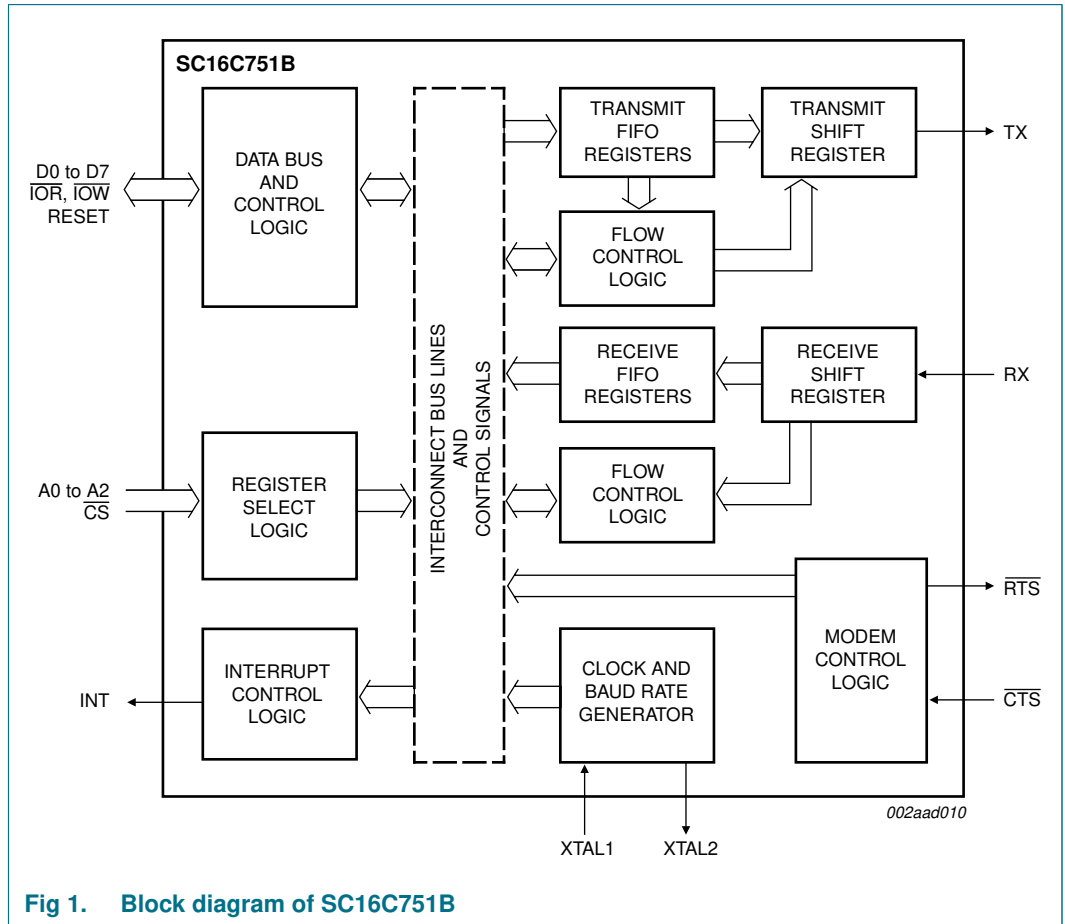 SC16C751B
D0 to D7
IOR, IOW
RESET
DATA BUS
AND
CONTROL
LOGIC
A0 to A2
CS
REGISTER
SELECT
LOGIC
INT
INTERRUPT
CONTROL
LOGIC
INTERCONNECT BUS LINES
AND
CONTROL SIGNALS
TRANSMIT
FIFO
REGISTERS
TRANSMIT
SHIFT
REGISTER
TX
FLOW
CONTROL
LOGIC
RECEIVE
FIFO
REGISTERS
RECEIVE
SHIFT
REGISTER
RX
FLOW
CONTROL
LOGIC
CLOCK AND
BAUD RATE
GENERATOR
MODEM
CONTROL
LOGIC
RTS
CTS
XTAL1
XTAL2
002aad010
Fig 1. Block diagram of SC16C751B